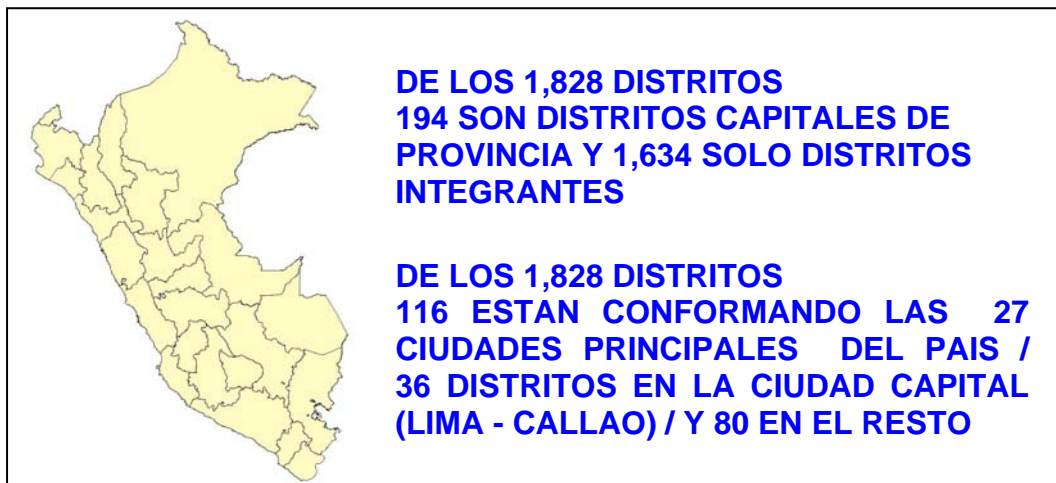 DE LOS 1,828 DISTRITOS
194 SON DISTRITOS CAPITALES DE
PROVINCIA Y 1,634 SOLO DISTRITOS
INTEGRANTES
DE LOS 1,828 DISTRITOS
116 ESTAN CONFORMANDO LAS 27
CIUDADES PRINCIPALES DEL PAIS /
36 DISTRITOS EN LA CIUDAD CAPITAL
(LIMA - CALLAO) / Y 80 EN EL RESTO